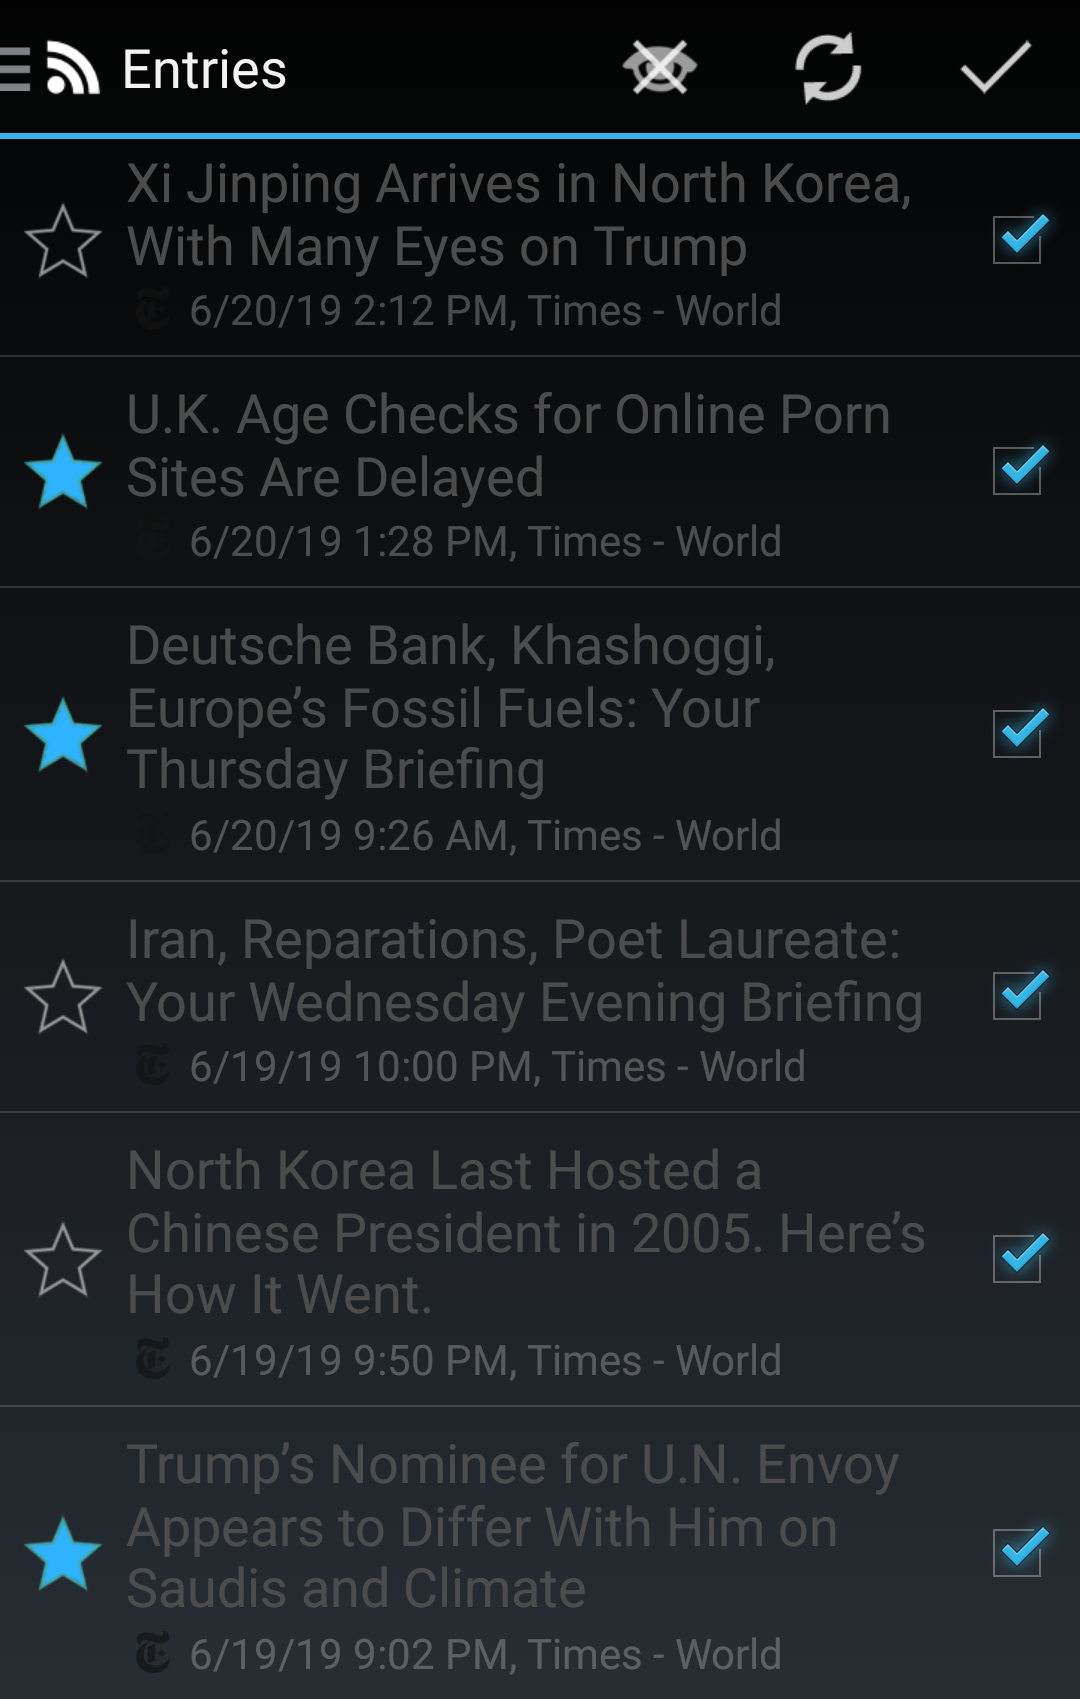 Entries
Xi Jinping Arrives in North Korea,
With Many Eyes on Trump
6/20/19 2:12 PM, Times - World
U.K. Age Checks for Online Porn
Sites Are Delayed
6/20/19 1:28 PM, Times - World
Deutsche Bank, Khashoggi,
Europe’s Fossil Fuels: Your
Thursday Briefing
6/20/19 9:26 AM, Times - World
Iran, Reparations, Poet Laureate:
Your Wednesday Evening Briefing
6/19/19 10:00 PM, Times - World
North Korea Last Hosted a
Chinese President in 2005. Here’s
How It Went.
6/19/19 9:50 PM, Times - World
Trump’s Nominee for U.N. Envoy
Appears to Differ With Him on
Saudis and Climate
6/19/19 9:02 PM, Times - World